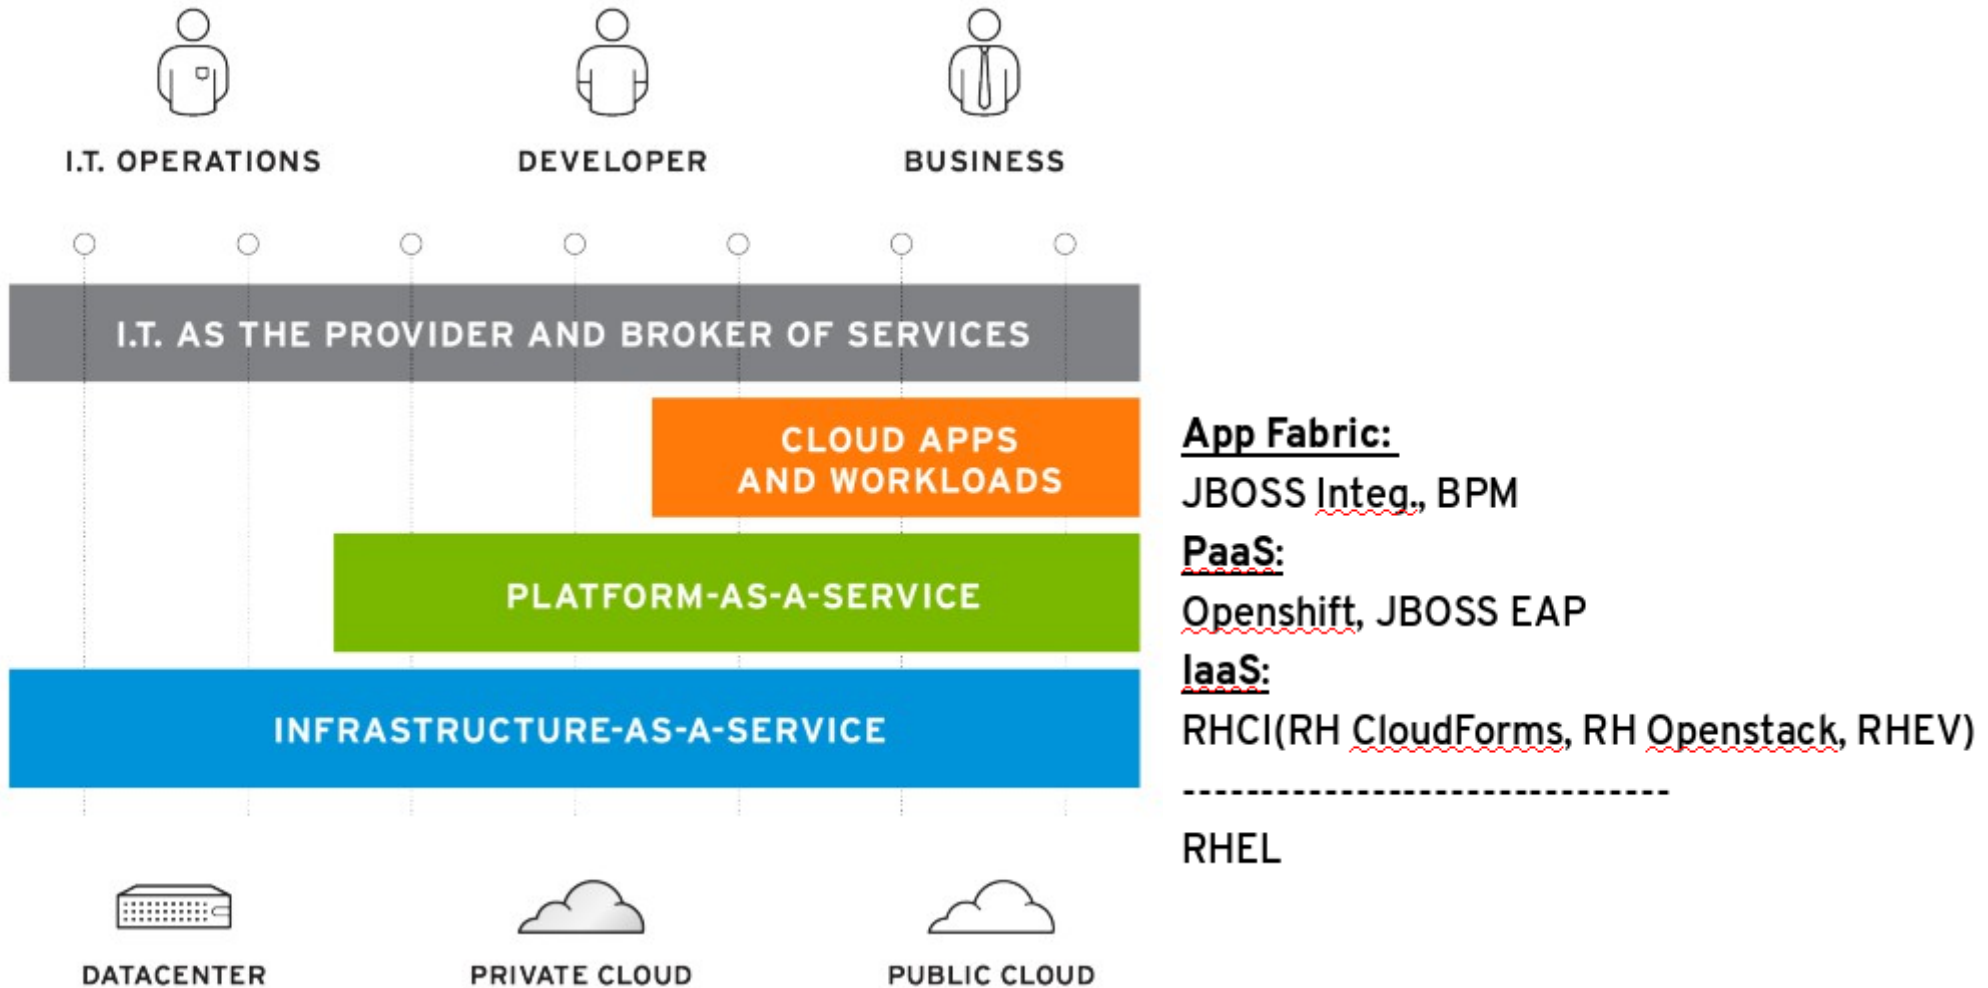 I.T. OPERATIONS
DEVELOPER
BUSINESS
I.T. AS THE PROVIDER AND BROKER OF SERVICES
CLOUD APPS
AND WORKLOADS
PLATFORM-AS-A-SERVICE
INFRASTRUCTURE-AS-A-SERVICE
App Fabric:
JBOSS Integ., BPM
PaaS:
Openshift, JBOSS EAP
IaaS:
RHCI(RH CloudForms, RH Openstack, RHEV)
-------------------------------
RHEL
DATACENTER
PRIVATE CLOUD
PUBLIC CLOUD